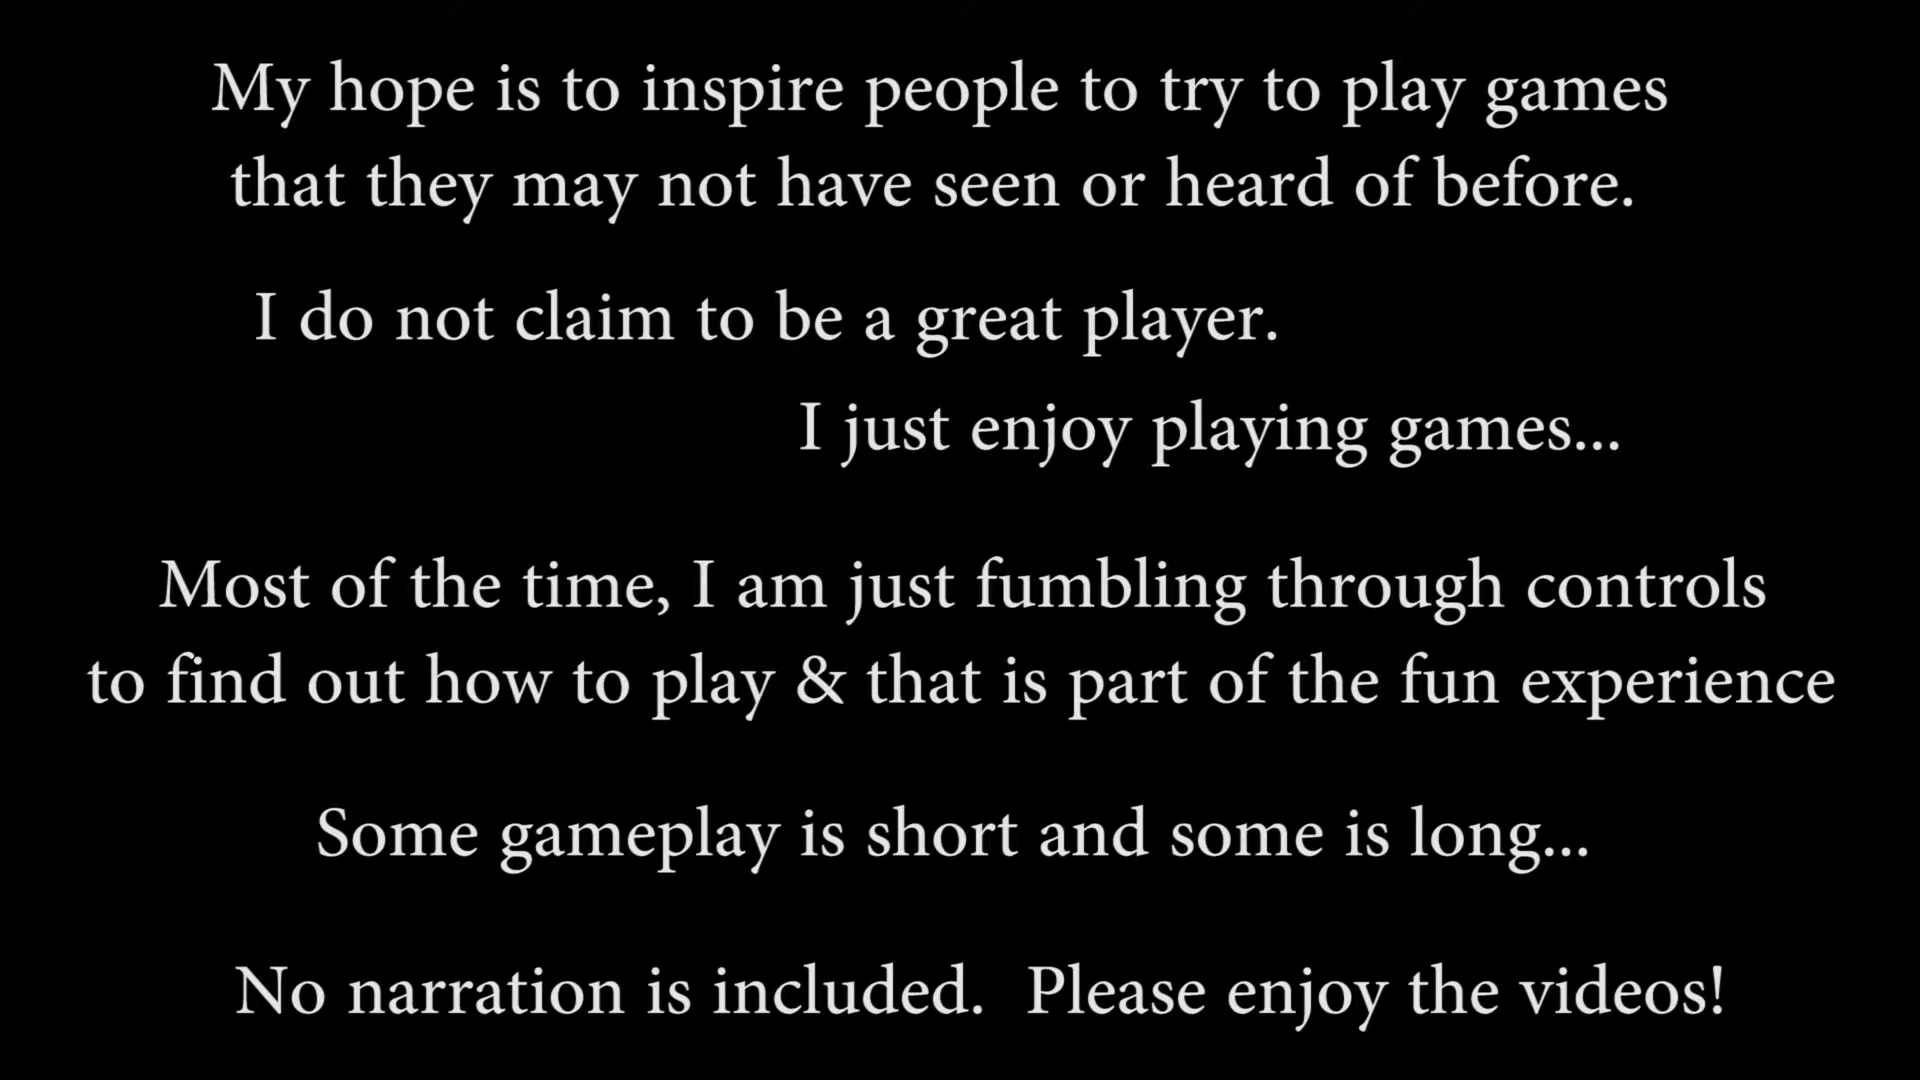 My hope is to inspire people to try to play games
that they may not have seen or heard of before.
I do not claim to be a great player.
I just enjoy playing games...
Most of the time, I am just fumbling through controls
to find out how to play & that is part of the fun experience
Some gameplay is short and some is long...
No narration is included.  Please enjoy the videos!